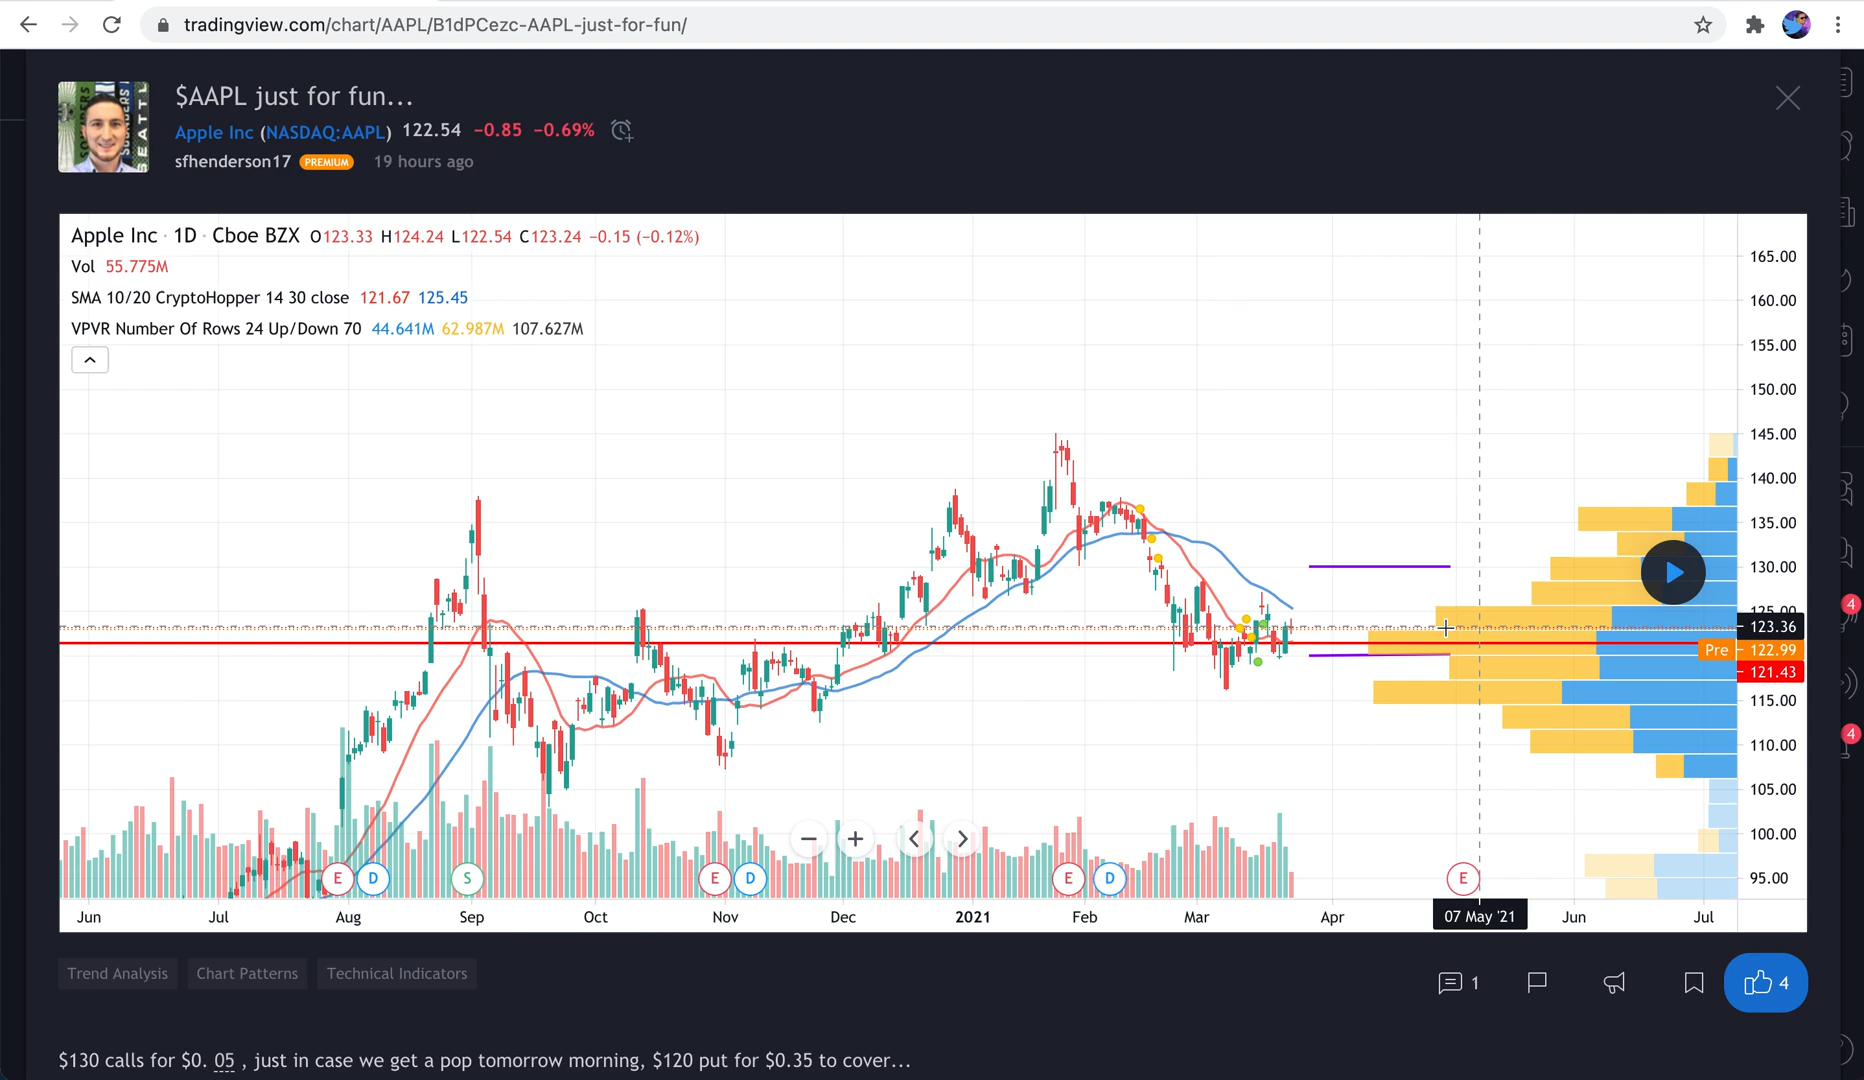 tradingview.com/chart/AAPL/B1dPCezc-AAPL-just-for-fun/
$AAPL just for fun...
Apple Inc (NASDAQ:AAPL) 122.54 −0.85 −0.69%
sfhenderson17 PREMIUM 19 hours ago
Apple Inc · 1D · Cboe BZX O123.33 H124.24 L122.54 C123.24 −0.15 (−0.12%)
Vol 55.775M
SMA 10/20 CryptoHopper 14 30 close 121.67 125.45
VPVR Number Of Rows 24 Up/Down 70 44.641M 62.987M 107.627M
165.00
160.00
155.00
150.00
145.00
140.00
135.00
130.00
125.00
123.36
Pre 122.99
121.43
115.00
110.00
105.00
100.00
95.00
4
4
E D S E D E D E
Jun Jul Aug Sep Oct Nov Dec 2021 Feb Mar Apr 07 May '21 Jun Jul
Trend Analysis Chart Patterns Technical Indicators
1
4
$130 calls for $0. 05 , just in case we get a pop tomorrow morning, $120 put for $0.35 to cover...